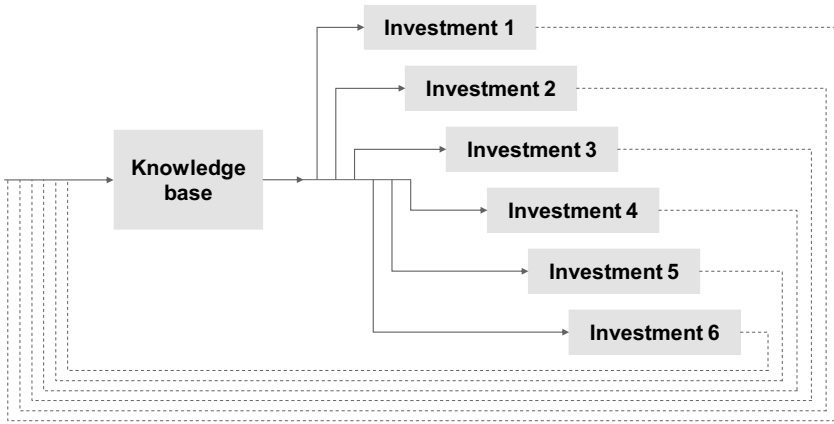 Investment 1
Investment 2
Investment 3
Knowledge
base
Investment 4
Investment 5
Investment 6